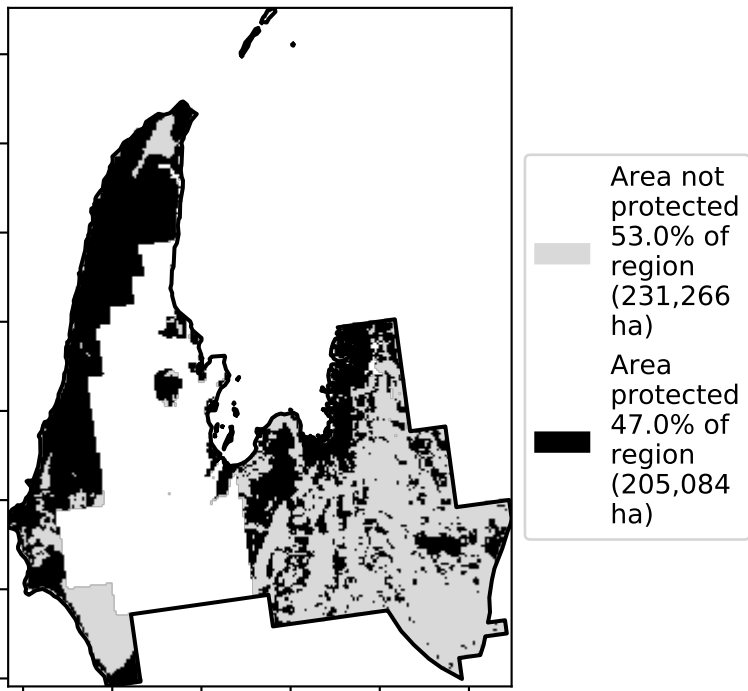 Area not
protected
53.0% of
region
(231,266
ha)
Area
protected
47.0% of
region
(205,084
ha)